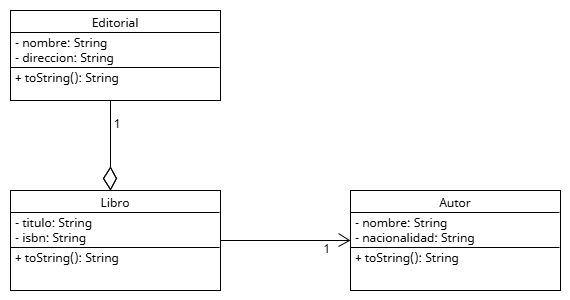 Editorial
- nombre: String
- direccion: String
+ toString(): String
1
Libro
- titulo: String
- isbn: String
+ toString(): String
1
Autor
- nombre: String
- nacionalidad: String
+ toString(): String